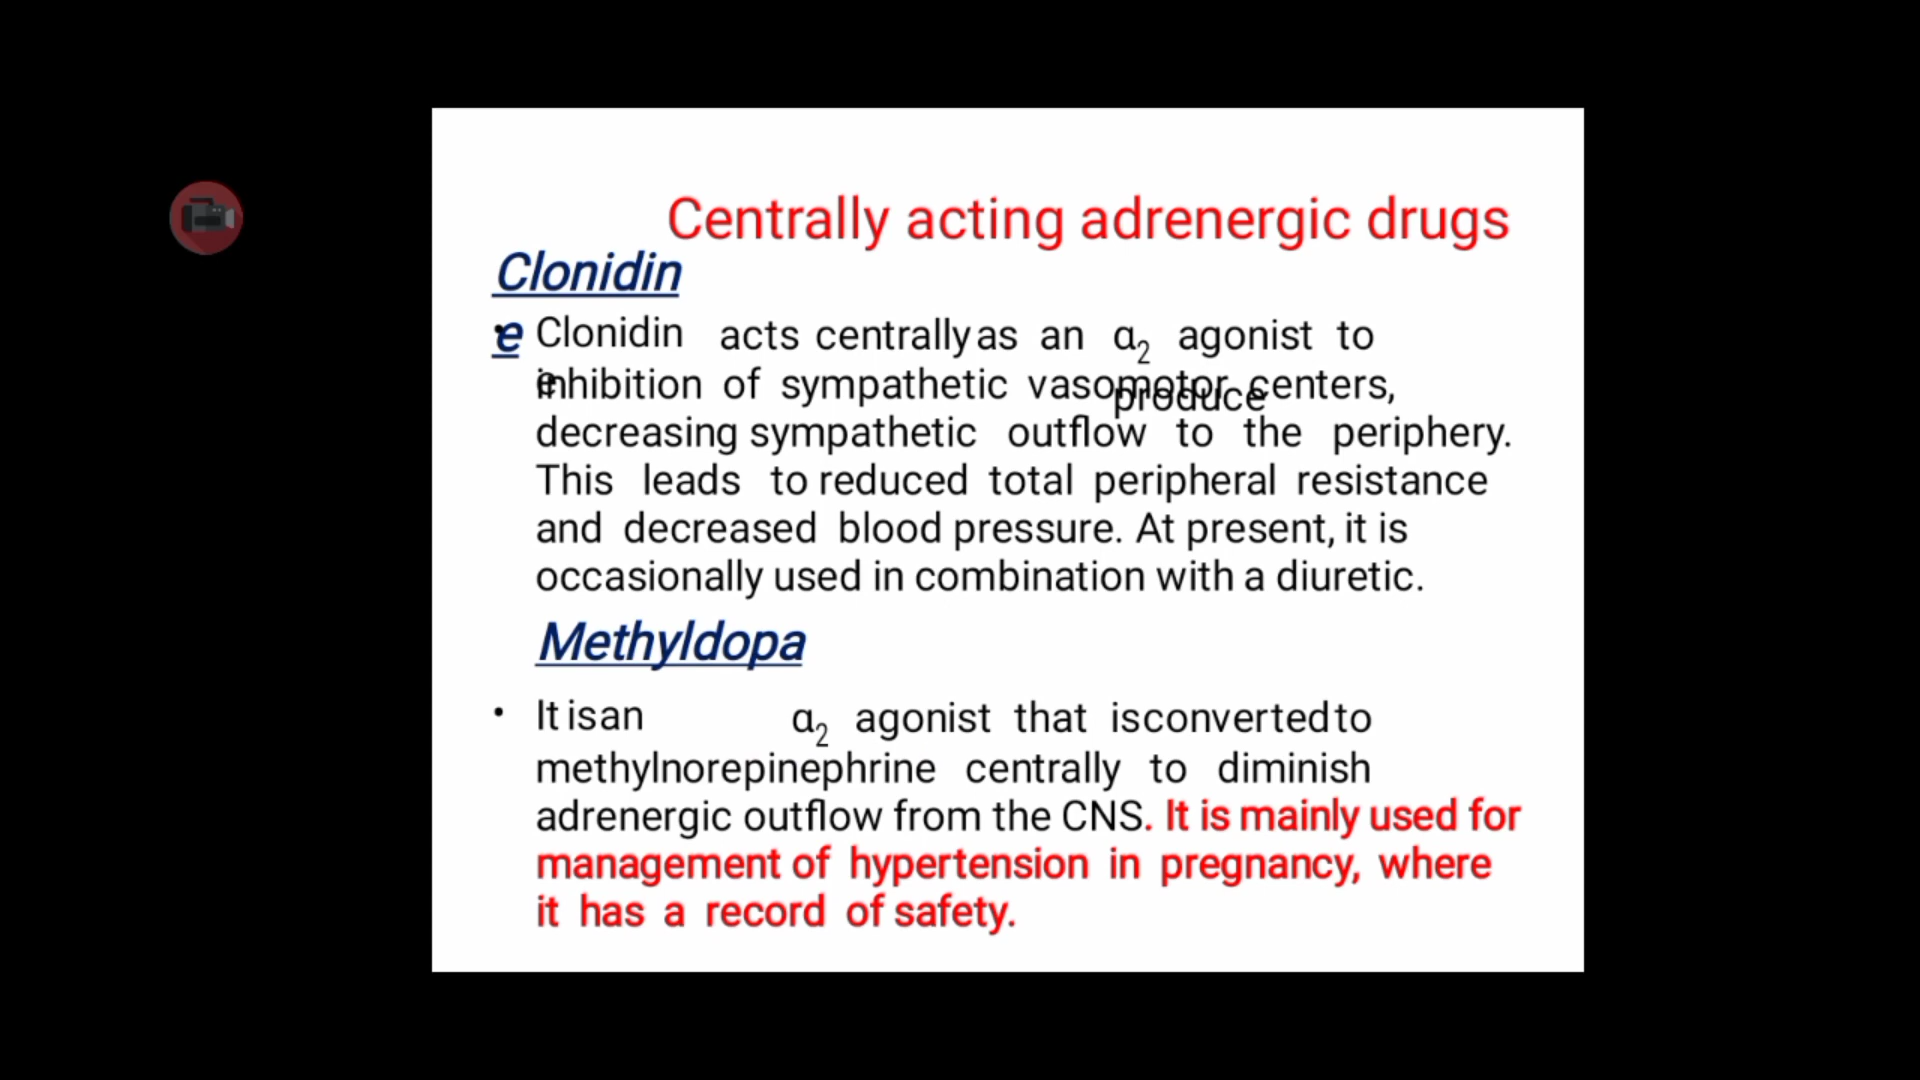 Centrally acting adrenergic drugs
Clonidin
e
• Clonidin acts centrally as an α2 agonist to
e
produce
inhibition of sympathetic vasomotor centers,
decreasing sympathetic outflow to the periphery.
This leads to reduced total peripheral resistance
and decreased blood pressure. At present, it is
occasionally used in combination with a diuretic.
Methyldopa
• It is an α2 agonist that isconverted to
methylnorepinephrine centrally to diminish
adrenergic outflow from the CNS. It is mainly used for
management of hypertension in pregnancy, where
it has a record of safety.